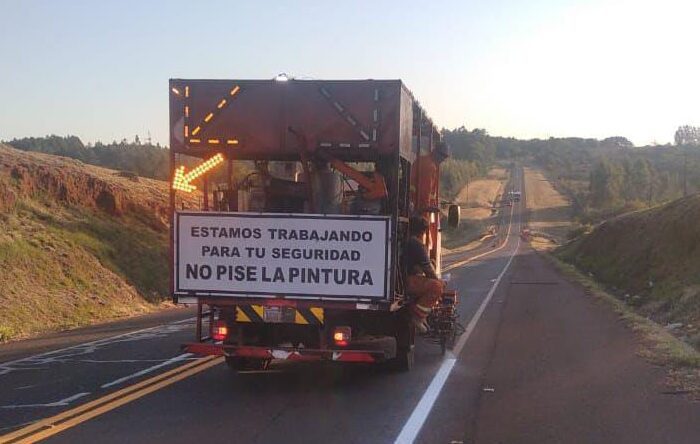 ESTAMOS TRABAJANDO
PARA TU SEGURIDAD
NO PISE LA PINTURA